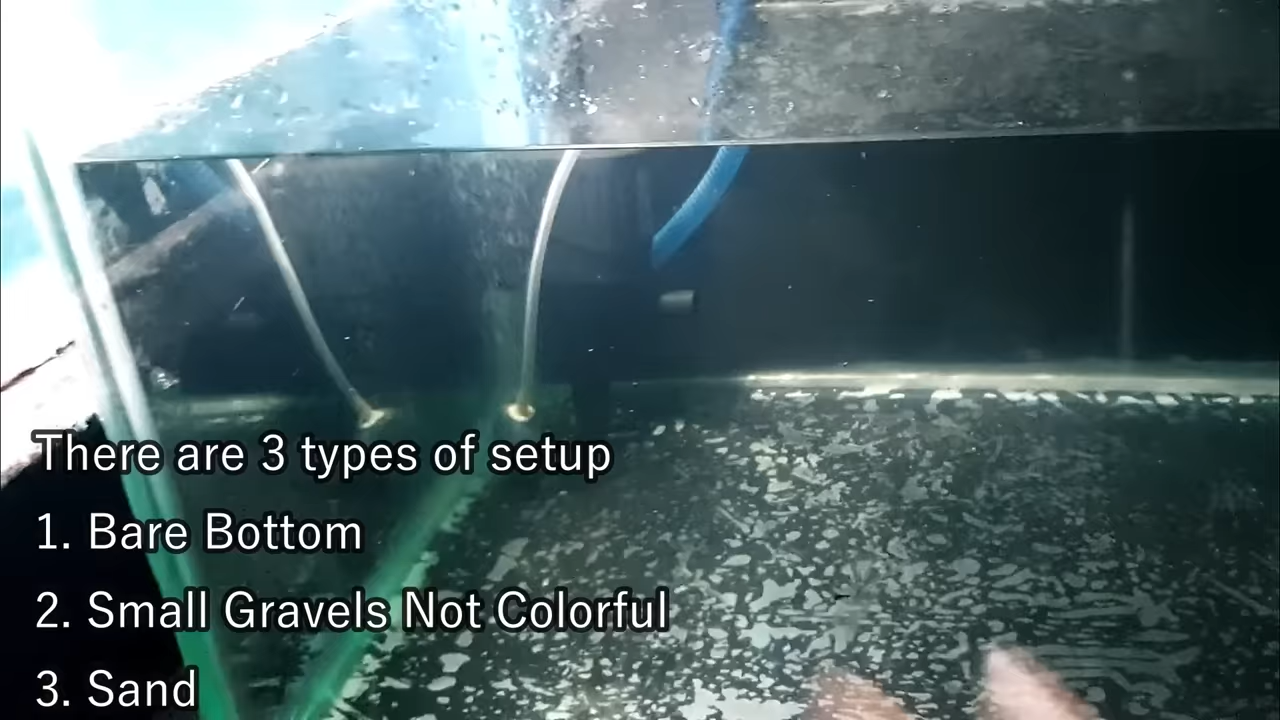 There are 3 types of setup
1. Bare Bottom
2. Small Gravels Not Colorful
3. Sand